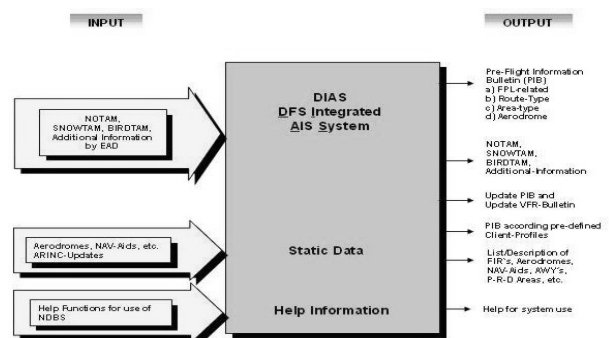 INPUT
OUTPUT
NOTAM,
SNOWTAM, BIRDTAM,
Additional Information
by EAD
Aerodromes, NAV-Aids, etc.
ARINC-Updates
Help Functions for use of
NDBS
DIAS
DFS Integrated
AIS System
Static Data
Help Information
Pre-Flight Information
Bulletin (PIB)
a) FPL-related
b) Route-Type
c) Area-type
d) Aerodrome
NOTAM,
SNOWTAM,
BIRDTAM,
Additional-Information
Update PIB and
Update VFR-Bulletin
PIB according pre-defined
Client-Profiles
List/Description of
FIR's, Aerodromes,
NAV-Aids, AWY's,
P-R-D Areas, etc.
Help for system use